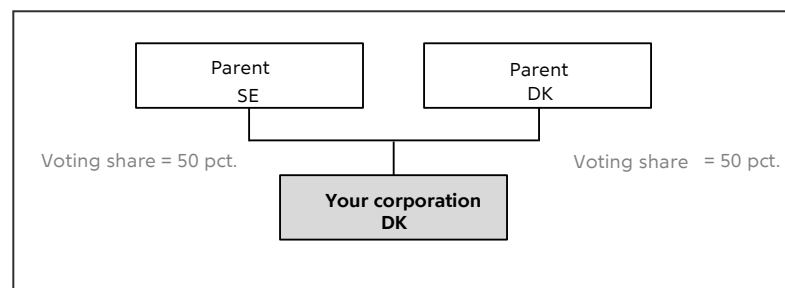 Parent
SE
Parent
DK
Voting share = 50 pct.
Voting share = 50 pct.
Your corporation
DK